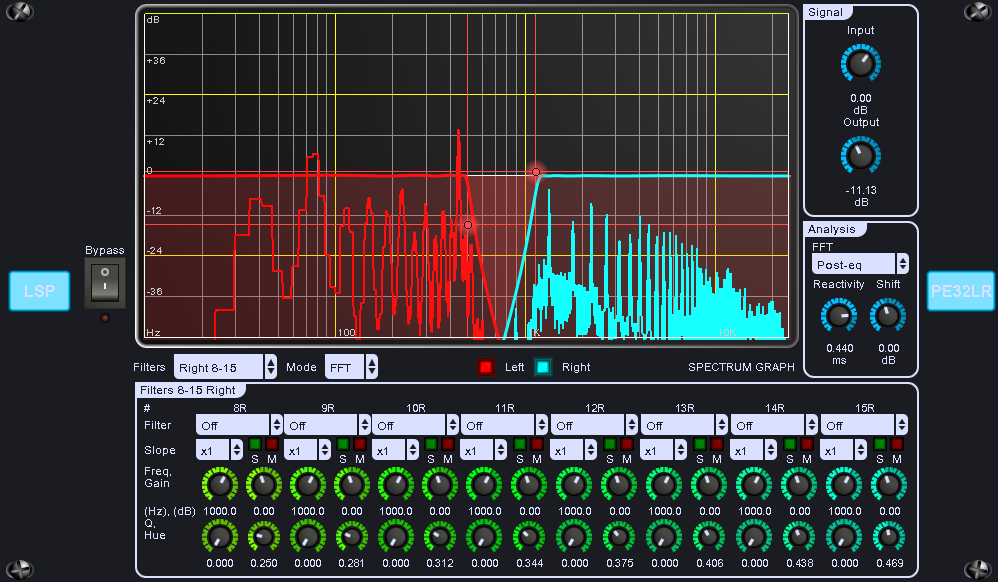 Signal
dB
Input
+36
0.00
dB
+24
Output
+12
0
-11.13
dB
-12
Analysis
-24
FFT
Bypass
Post-eq
Reactivity Shift
LSP
PE32LR
-36
Hz 100 1K 10K
0.440 0.00
ms dB
Filters Right 8-15 Mode FFT Left Right SPECTRUM GRAPH
Filters 8-15 Right
# 8R 9R 10R 11R 12R 13R 14R 15R
Filter Off Off Off Off Off Off Off Off
Slope x1 x1 x1 x1 x1 x1 x1 x1
S M S M S M S M S M S M S M S M
Freq,
Gain
(Hz), (dB) 1000.0 0.00 1000.0 0.00 1000.0 0.00 1000.0 0.00 1000.0 0.00 1000.0 0.00 1000.0 0.00 1000.0 0.00
Q,
Hue
0.000 0.250 0.000 0.281 0.000 0.312 0.000 0.344 0.000 0.375 0.000 0.406 0.000 0.438 0.000 0.469